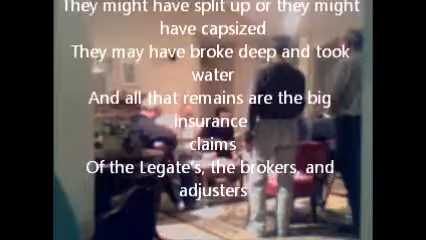 They might have split up or they might
have capsized
They may have broke deep and took
water
And all that remains are the big
insurance
claims
Of the Legate's, the brokers, and
adjusters